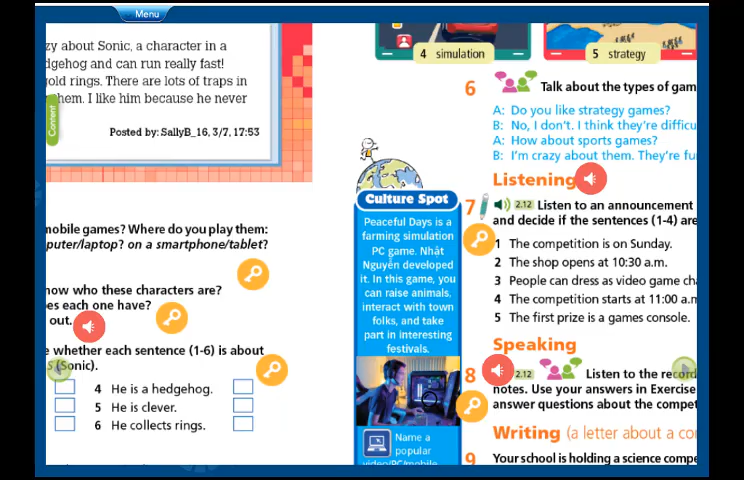 Menu
zy about Sonic, a character in a
dgehog and can run really fast!
gold rings. There are lots of traps in
hem. I like him because he never
Content
Posted by: SallyB_16, 3/7, 17:53
mobile games? Where do you play them:
puter/laptop? on a smartphone/tablet?
now who these characters are?
es each one have?
out.
e whether each sentence (1-6) is about
(Sonic).
4 He is a hedgehog.
5 He is clever.
6 He collects rings.
4 simulation
5 strategy
Culture Spot
Peaceful Days is a
farming simulation
PC game. Nhật
Nguyễn developed
it. In this game, you
can raise animals,
interact with town
folks, and take
part in interesting
festivals.
Name a
popular
video/PC/mobile
6 Talk about the types of gam
A: Do you like strategy games?
B: No, I don't. I think they're difficu
A: How about sports games?
B: I'm crazy about them. They're fu
Listening
7 2.12 Listen to an announcement
and decide if the sentences (1-4) are
1 The competition is on Sunday.
2 The shop opens at 10:30 a.m.
3 People can dress as video game cha
4 The competition starts at 11:00 a.m
5 The first prize is a games console.
Speaking
8 2.12 Listen to the record
notes. Use your answers in Exercise
answer questions about the compet
Writing (a letter about a co
9 Your school is holding a science compe